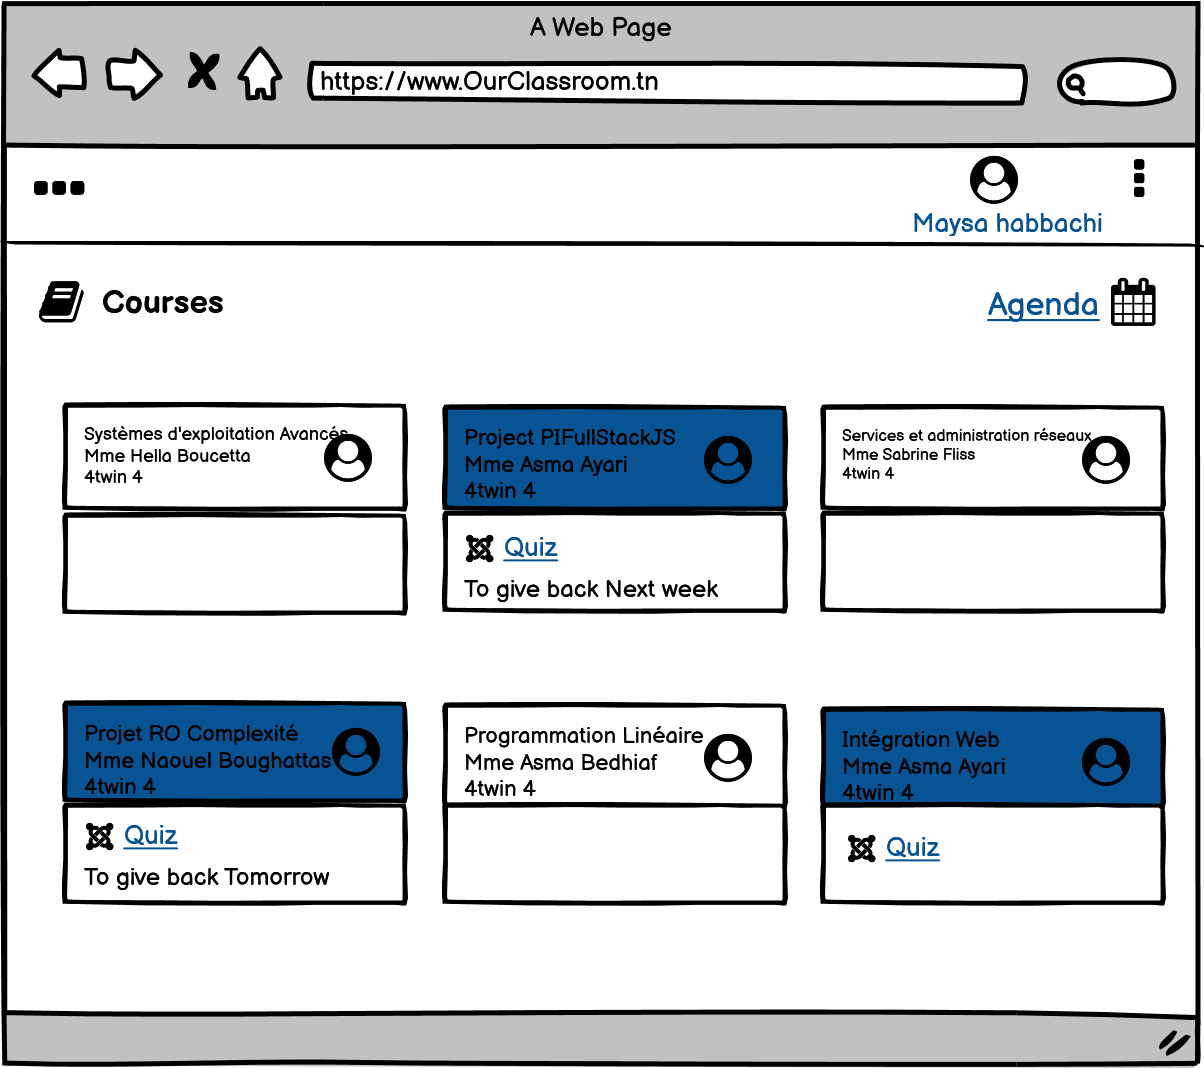 A Web Page
https://www.OurClassroom.tn
Maysa habbachi
Courses
Agenda
Systèmes d'exploitation Avancés
Mme Hella Boucetta
4twin 4
Project PIFullStackJS
Mme Asma Ayari
4twin 4
Quiz
To give back Next week
Services et administration réseaux
Mme Sabrine Fliss
4twin 4
Projet RO Complexité
Mme Naouel Boughattas
4twin 4
Quiz
To give back Tomorrow
Programmation Linéaire
Mme Asma Bedhiaf
4twin 4
Intégration Web
Mme Asma Ayari
4twin 4
Quiz